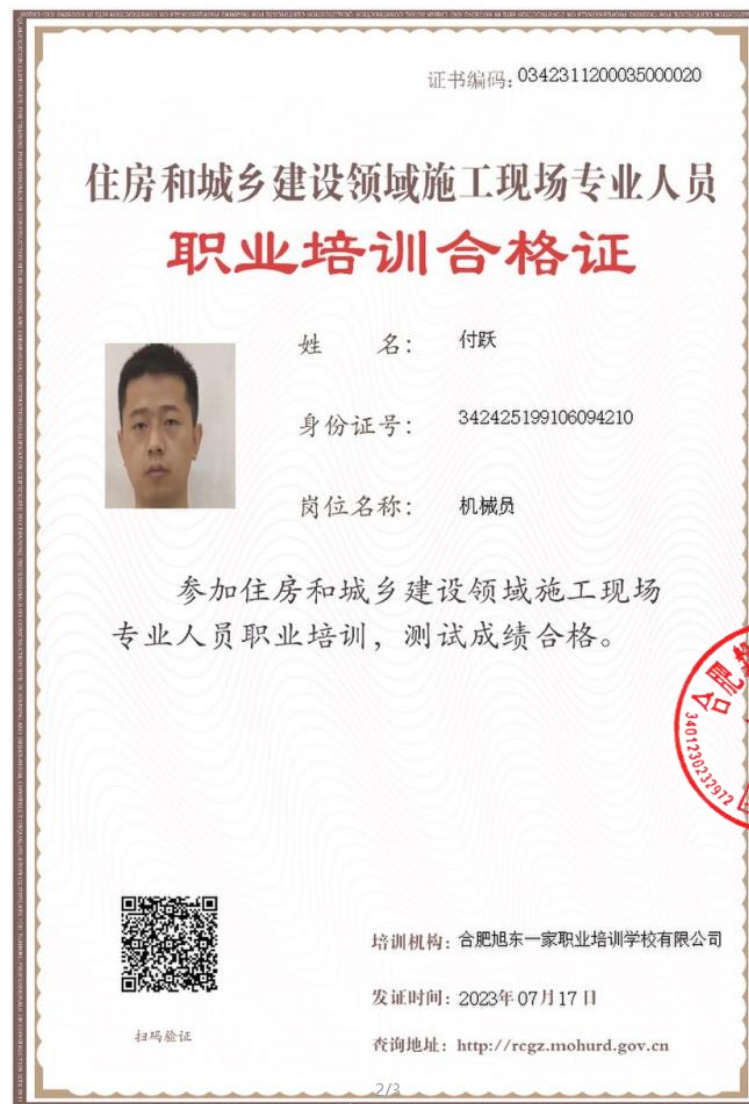 证书编码：0342311200035000020
住房和城乡建设领域施工现场专业人员
职业培训合格证
姓 名： 付跃
身份证号： 342425199106094210
岗位名称： 机械员
参加住房和城乡建设领域施工现场
专业人员职业培训，测试成绩合格。
合肥
3401230232972
培训机构：合肥旭东一家职业培训学校有限公司
发证时间：2023年07月17日
扫码验证
查询地址：http://rcgz.mohurd.gov.cn
2/3